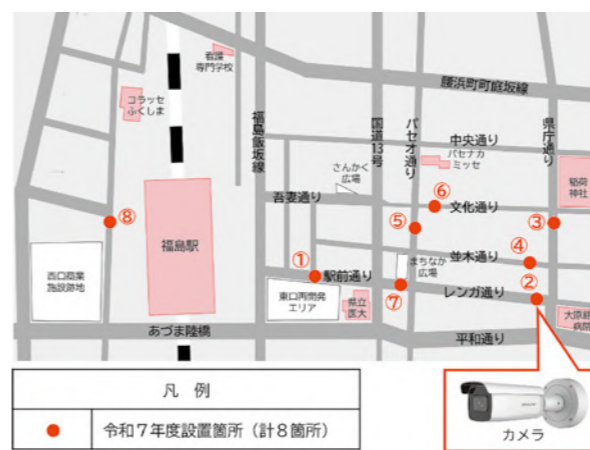 看護
専門学校
腰浜町町庭坂線
コラッセ
ふくしま
福島飯坂線
国道13号
パセオ通り
県庁通り
中央通り
パセナカ
ミッセ
さんかく
広場
稲荷
神社
吾妻通り
⑥
文化通り
⑧
⑤
③
福島駅
西口商業
施設跡地
①
駅前通り
まちなか
広場
並木通り
④
東口再開発
エリア
県立
医大
⑦
レンガ通り
②
大原綜合
病院
あづま陸橋
平和通り
凡 例
令和7年度設置箇所（計8箇所）
カメラ